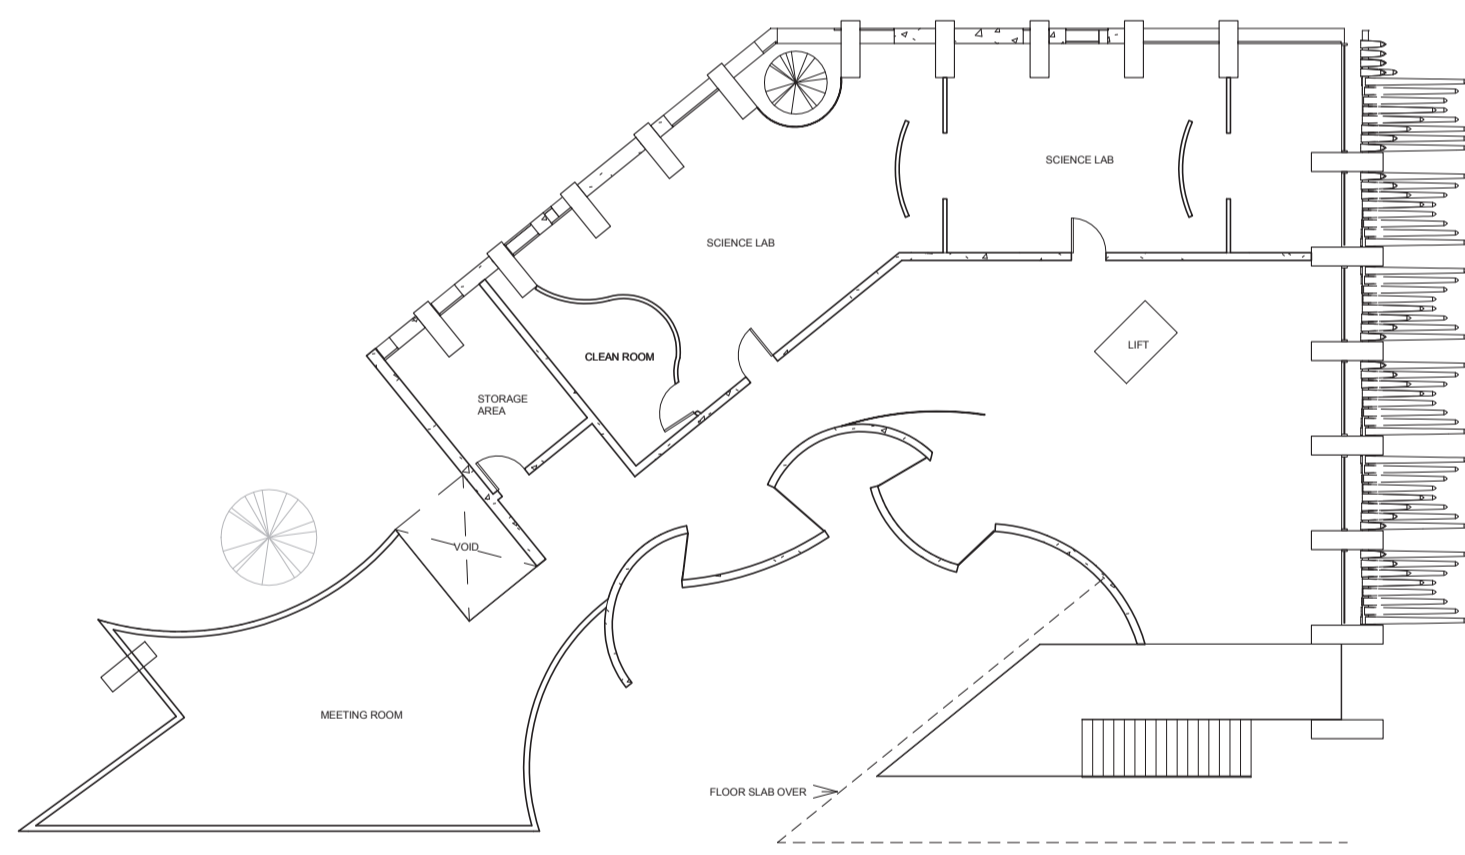 SCIENCE LAB
SCIENCE LAB
LIFT
CLEAN ROOM
STORAGE
AREA
VOID
MEETING ROOM
FLOOR SLAB OVER